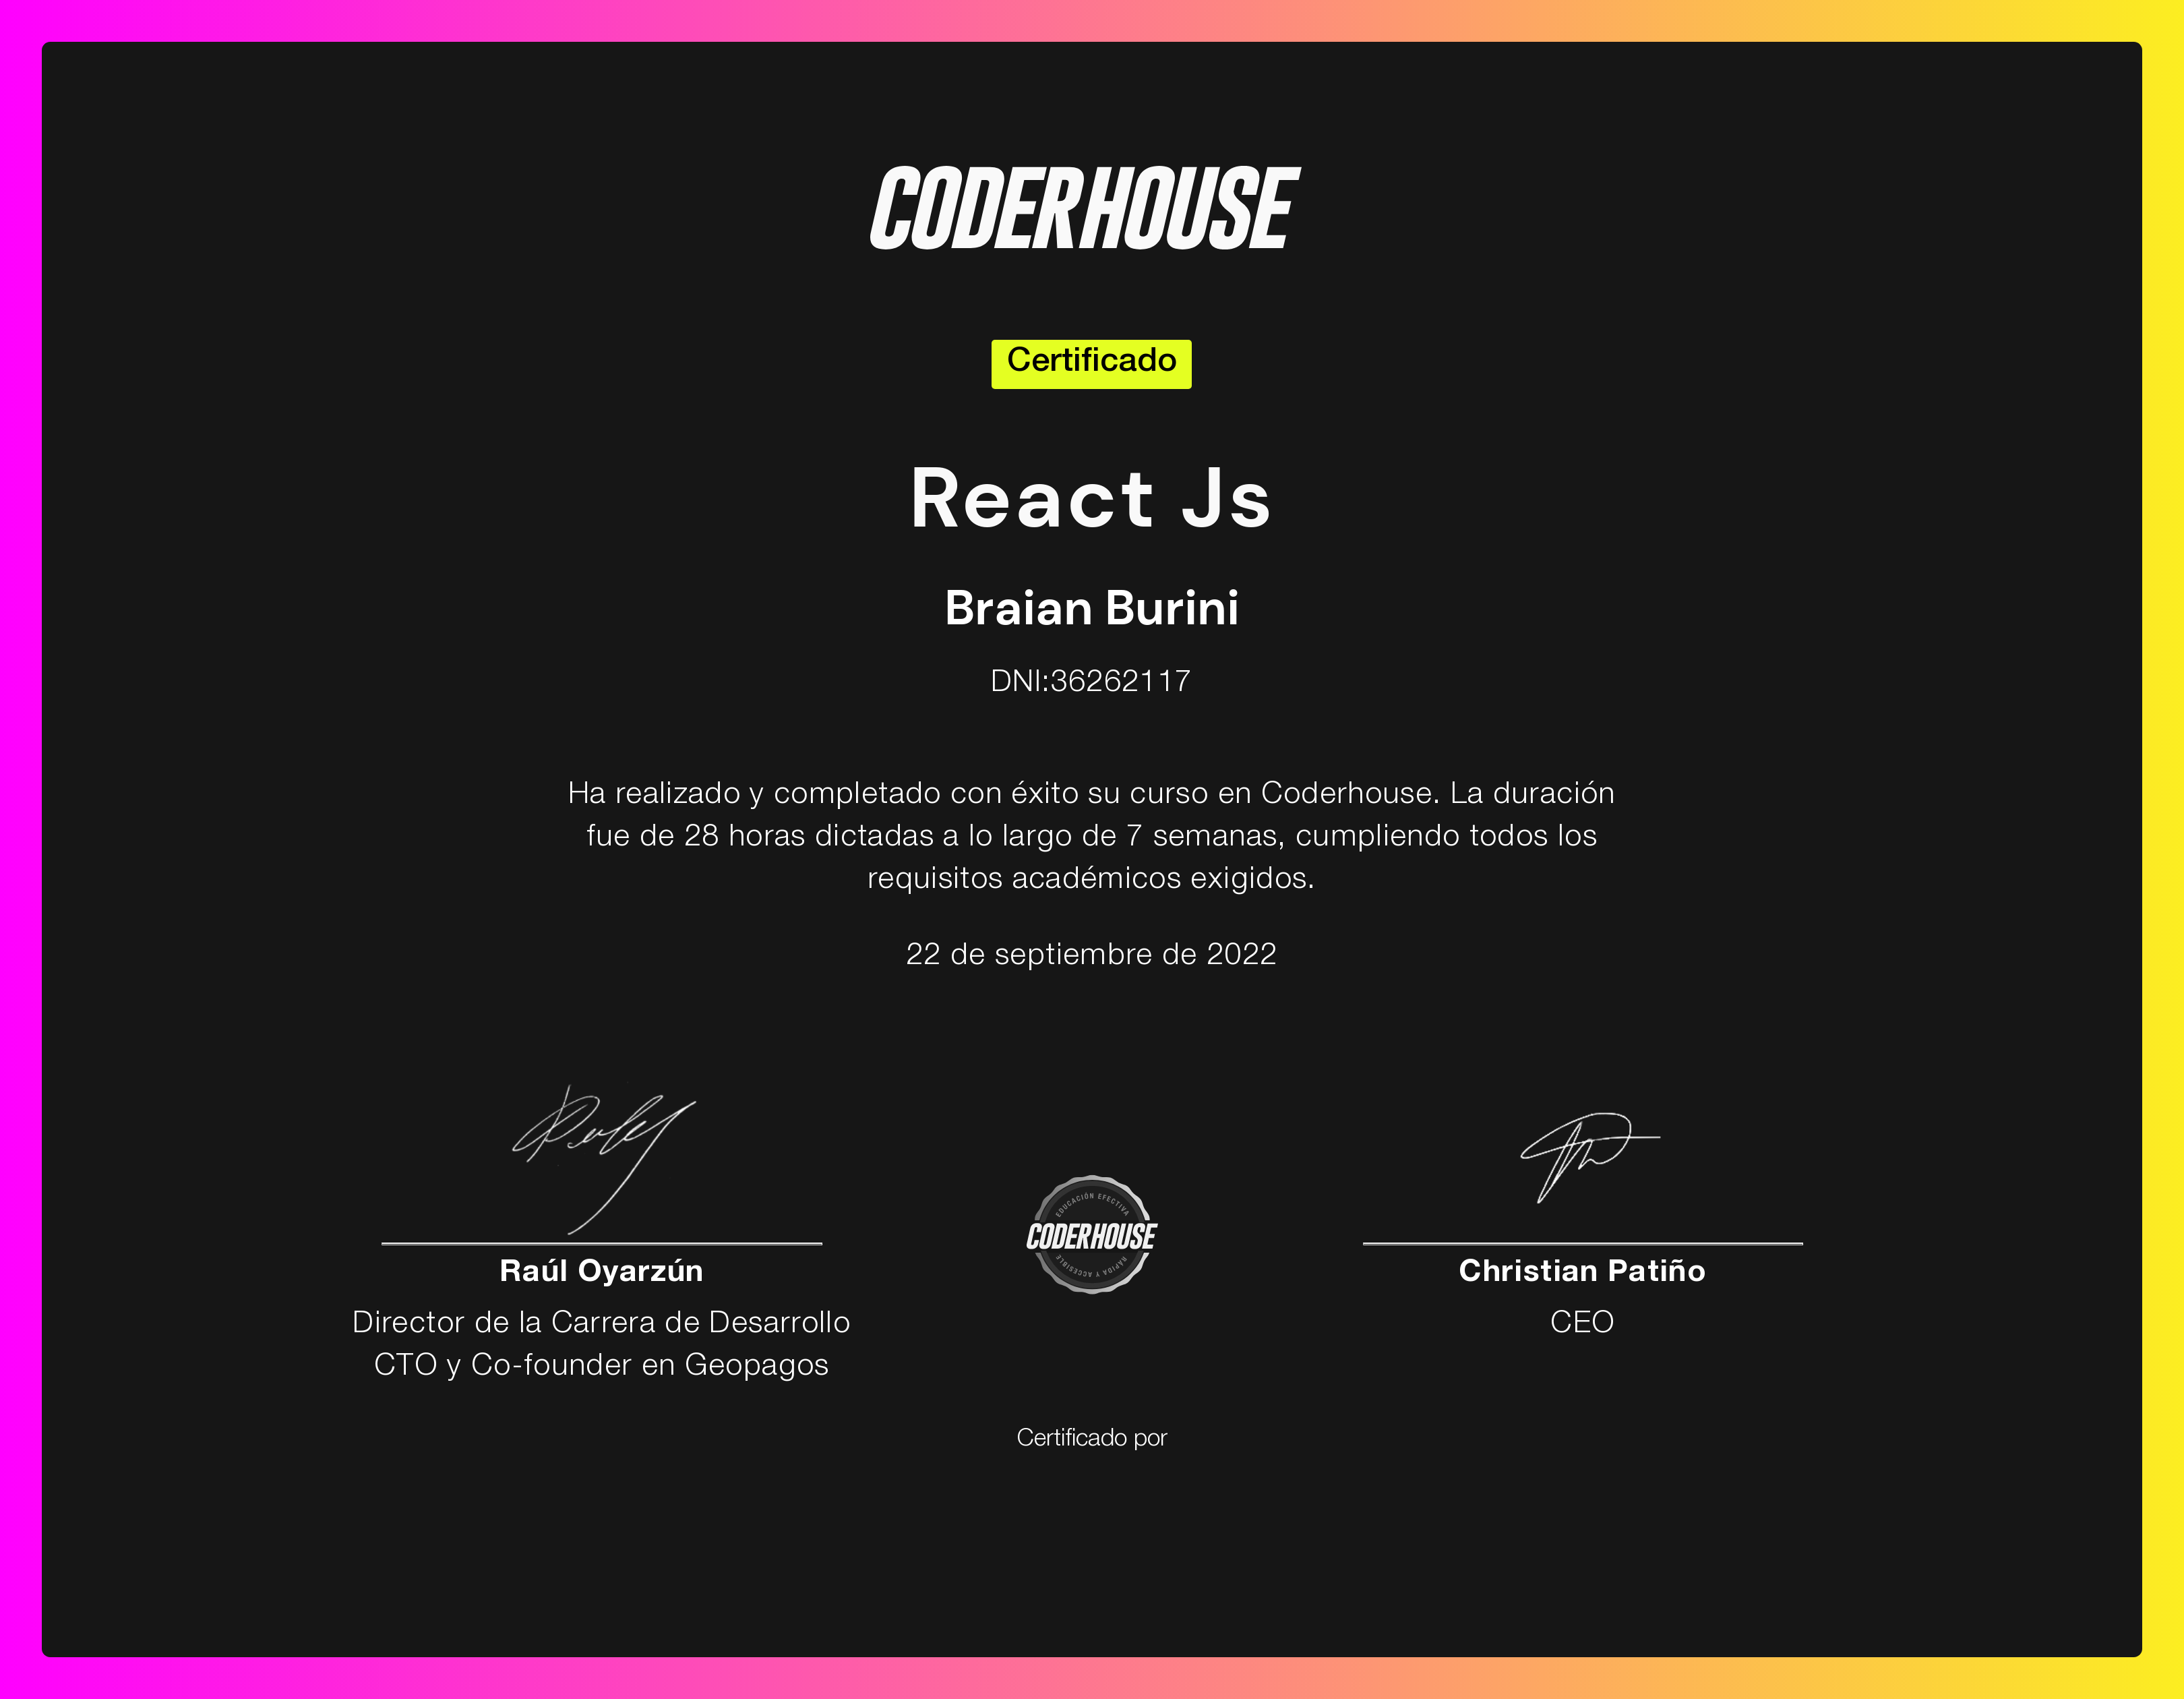 CODERHOUSE
Certificado
React Js
Braian Burini
DNI:36262117
Ha realizado y completado con éxito su curso en Coderhouse. La duración
fue de 28 horas dictadas a lo largo de 7 semanas, cumpliendo todos los
requisitos académicos exigidos.
22 de septiembre de 2022
EDUCACIÓN EFECTIVA
CODERHOUSE
RÁPIDA Y ACCESIBLE
Raúl Oyarzún
Director de la Carrera de Desarrollo
CTO y Co-founder en Geopagos
Christian Patiño
CEO
Certificado por